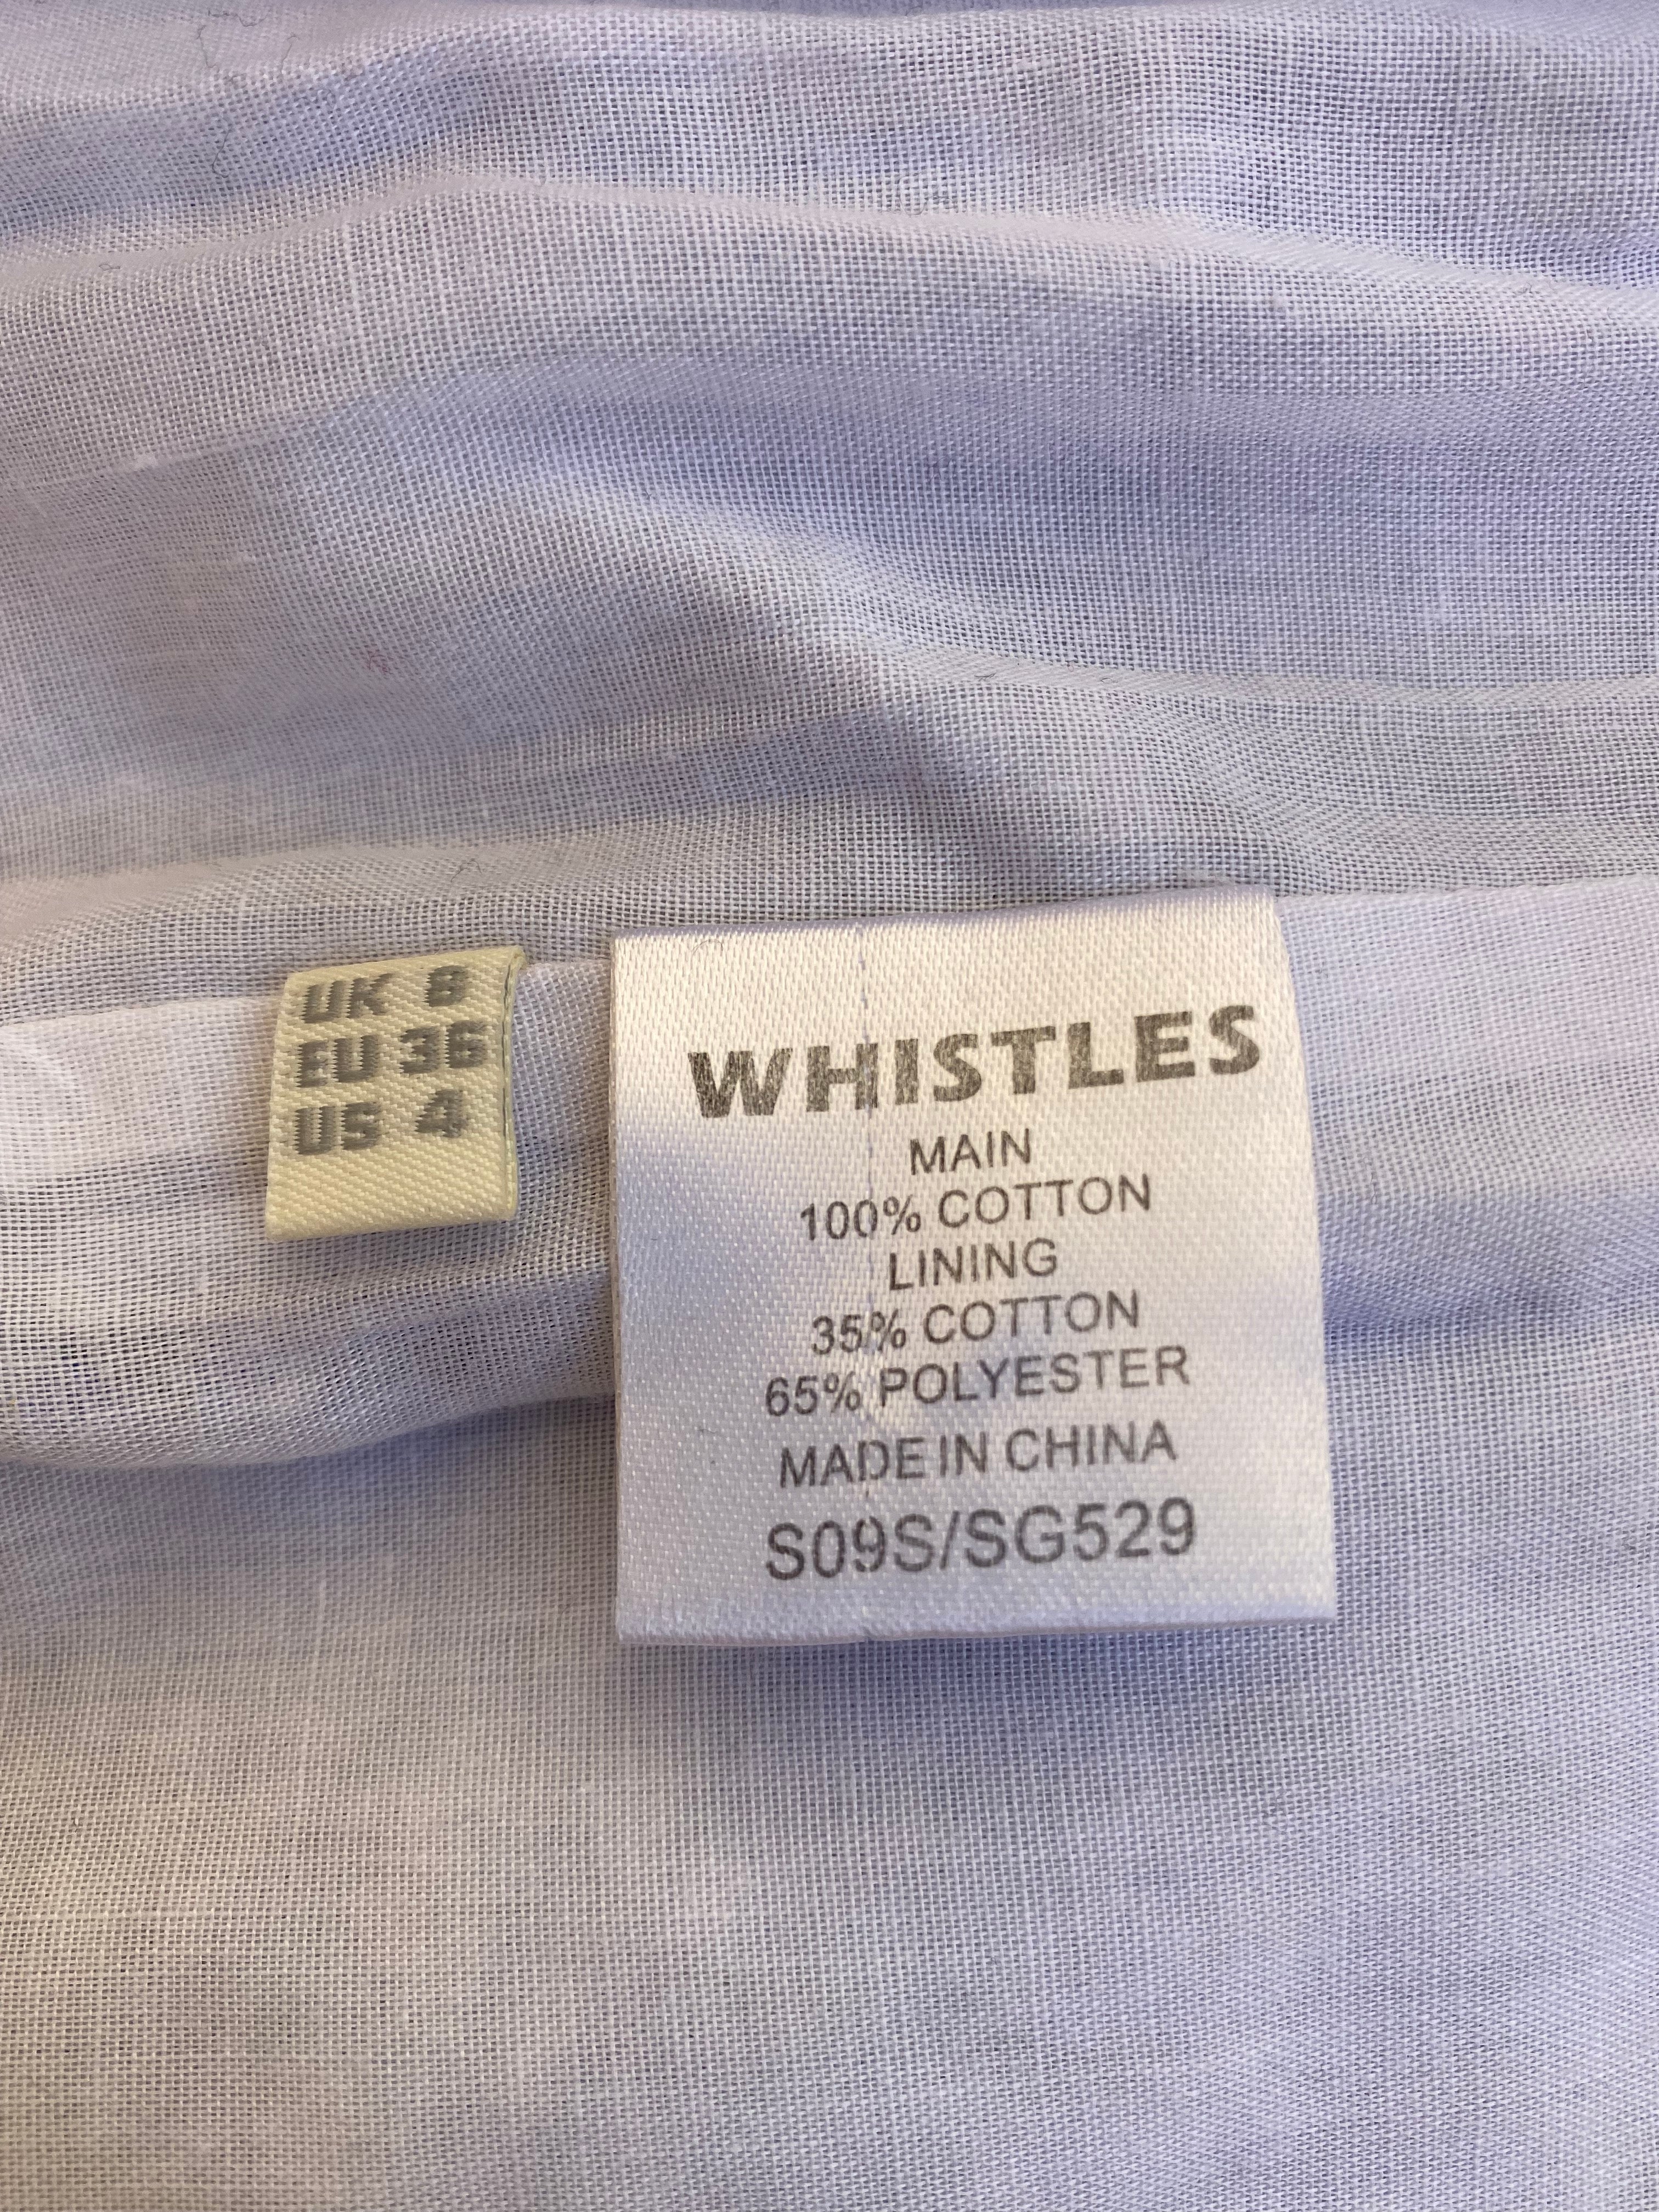 UK 8
EU 36
US 4
WHISTLES
MAIN
100% COTTON
LINING
35% COTTON
65% POLYESTER
MADE IN CHINA
S09S/SG529